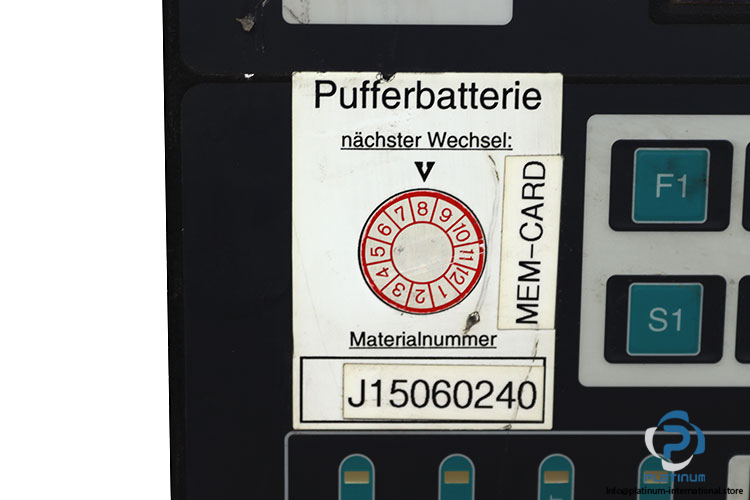 Pufferbatterie
nächster Wechsel:
8 9 10 11 12 1 2 3 4 5 6 7
MEM-CARD
Materialnummer
J15060240
F1
S1
PLATINUM
info@platinum-international.store